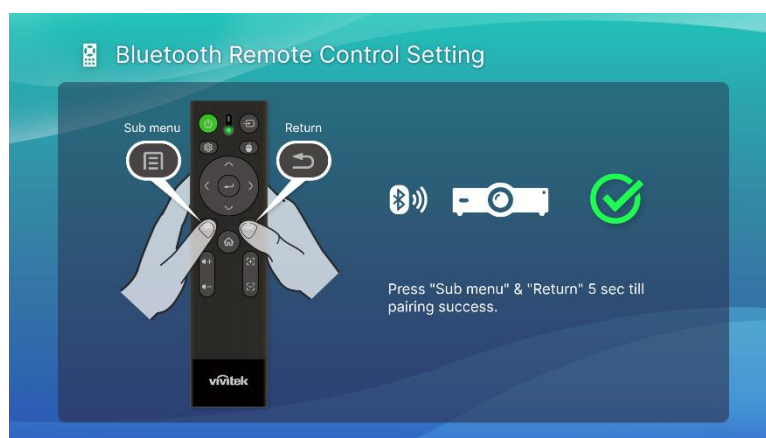 Bluetooth Remote Control Setting
Sub menu
Return
Press "Sub menu" & "Return" 5 sec till
pairing success.
vivitek